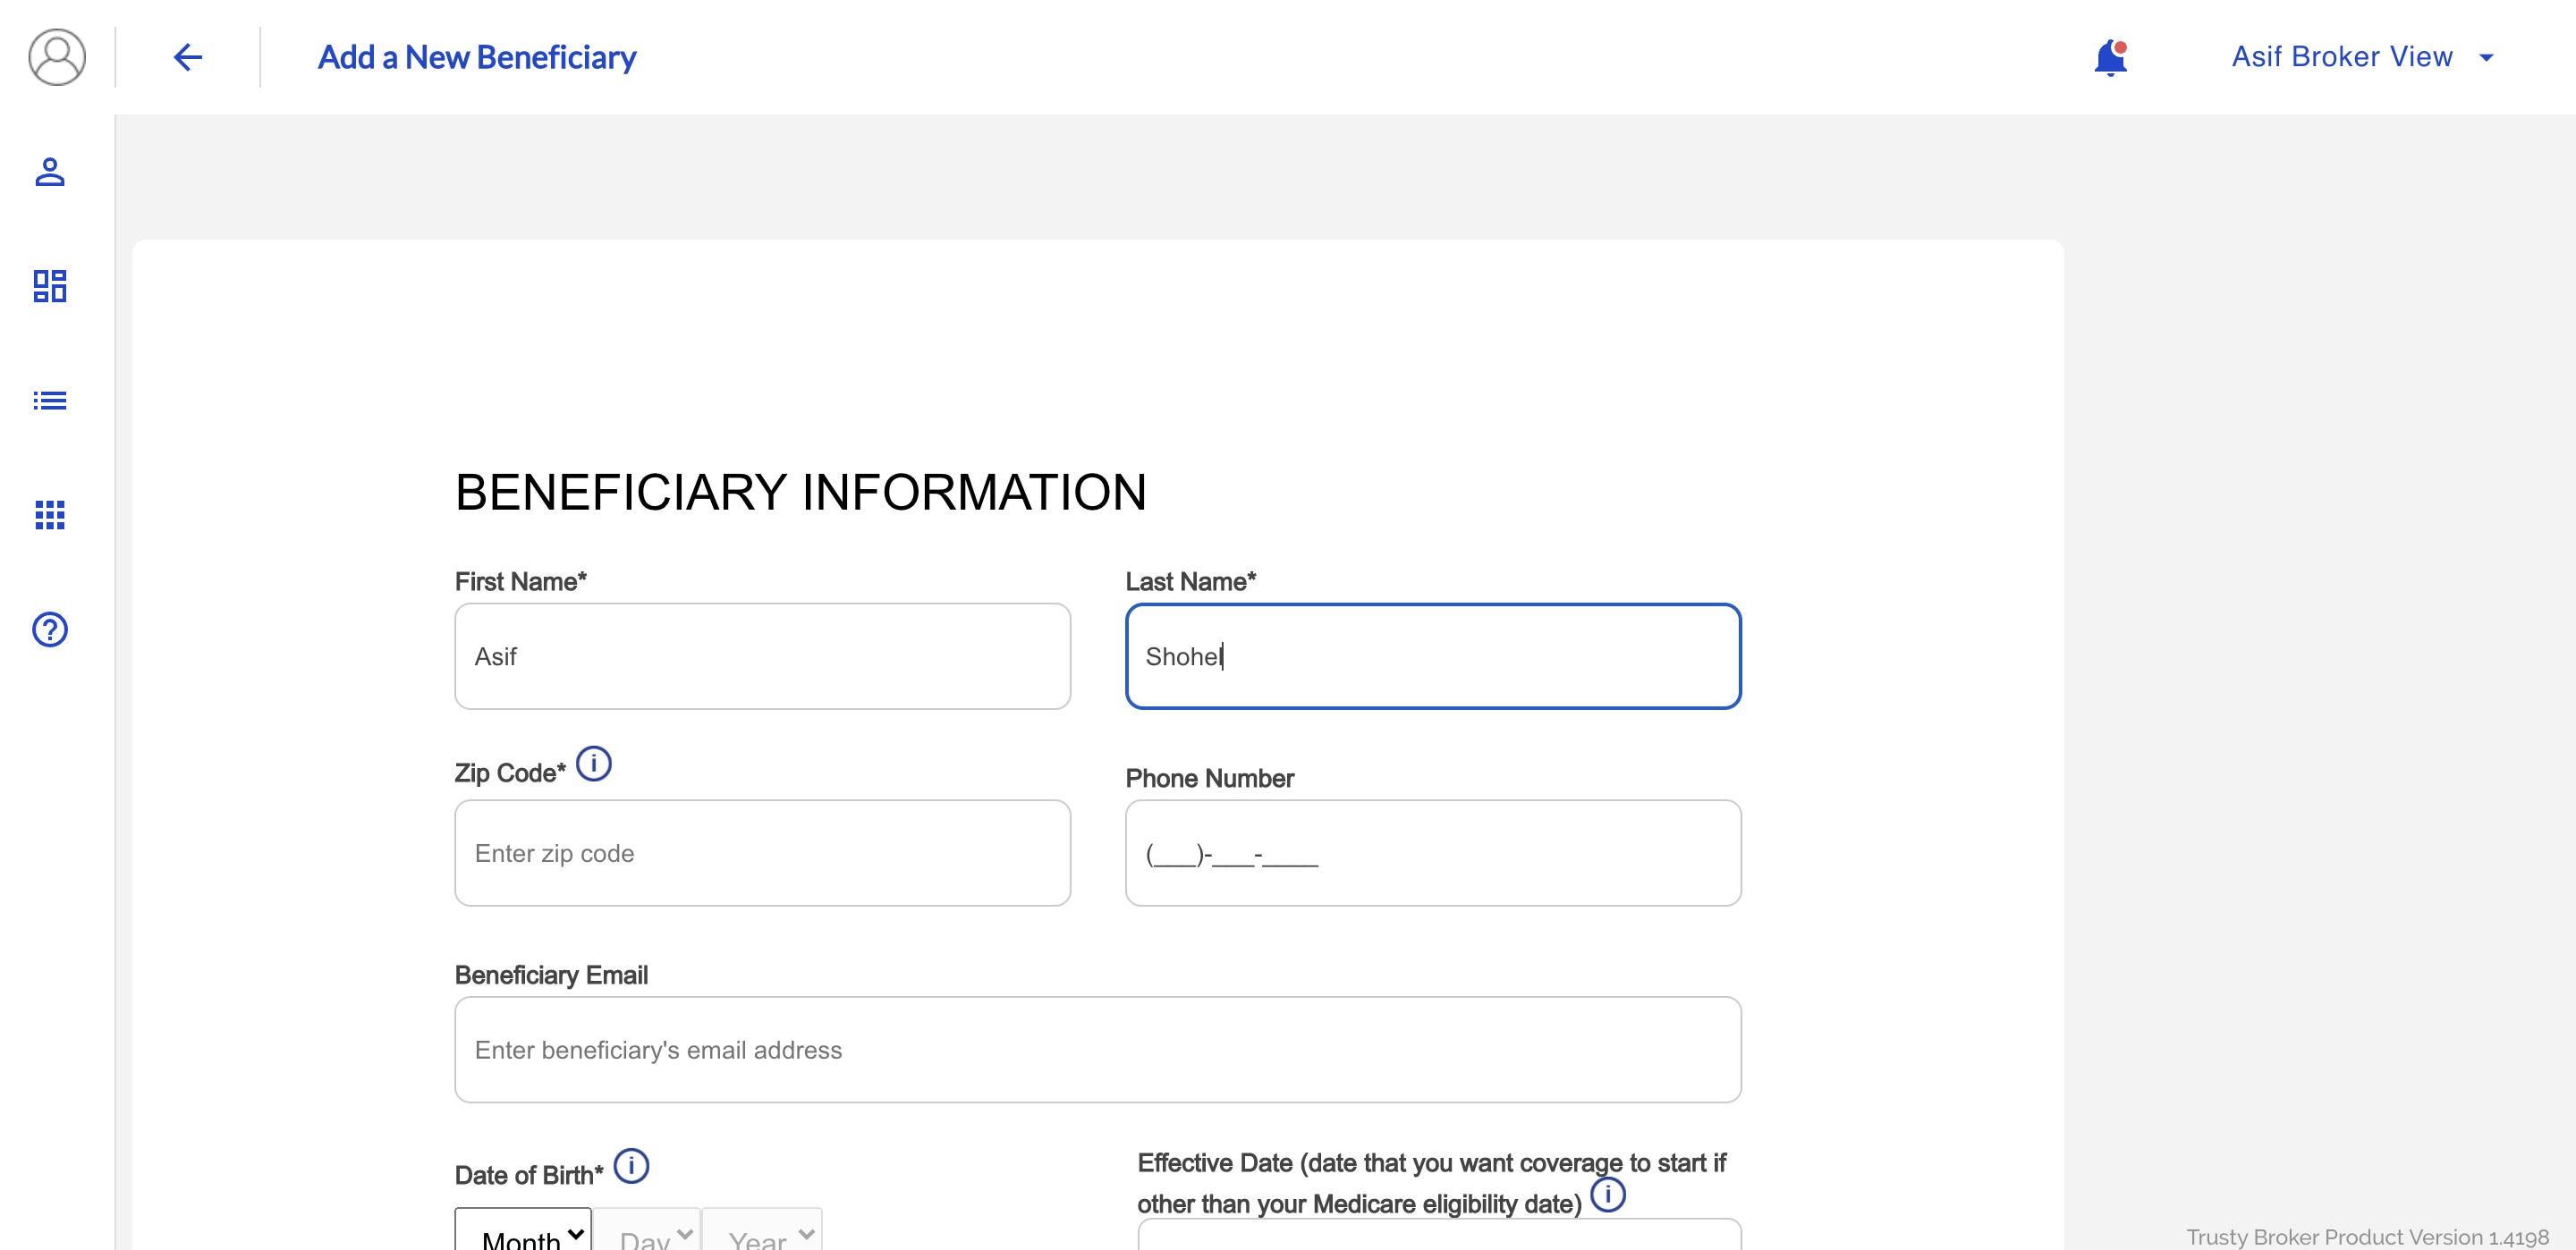 Add a New Beneficiary
Asif Broker View
BENEFICIARY INFORMATION
First Name*
Last Name*
Asif
Shohel
Zip Code*
Phone Number
Enter zip code
(___)-___-____
Beneficiary Email
Enter beneficiary's email address
Date of Birth*
Effective Date (date that you want coverage to start if
other than your Medicare eligibility date)
Month
Day
Year
Trusty Broker Product Version 1.4198